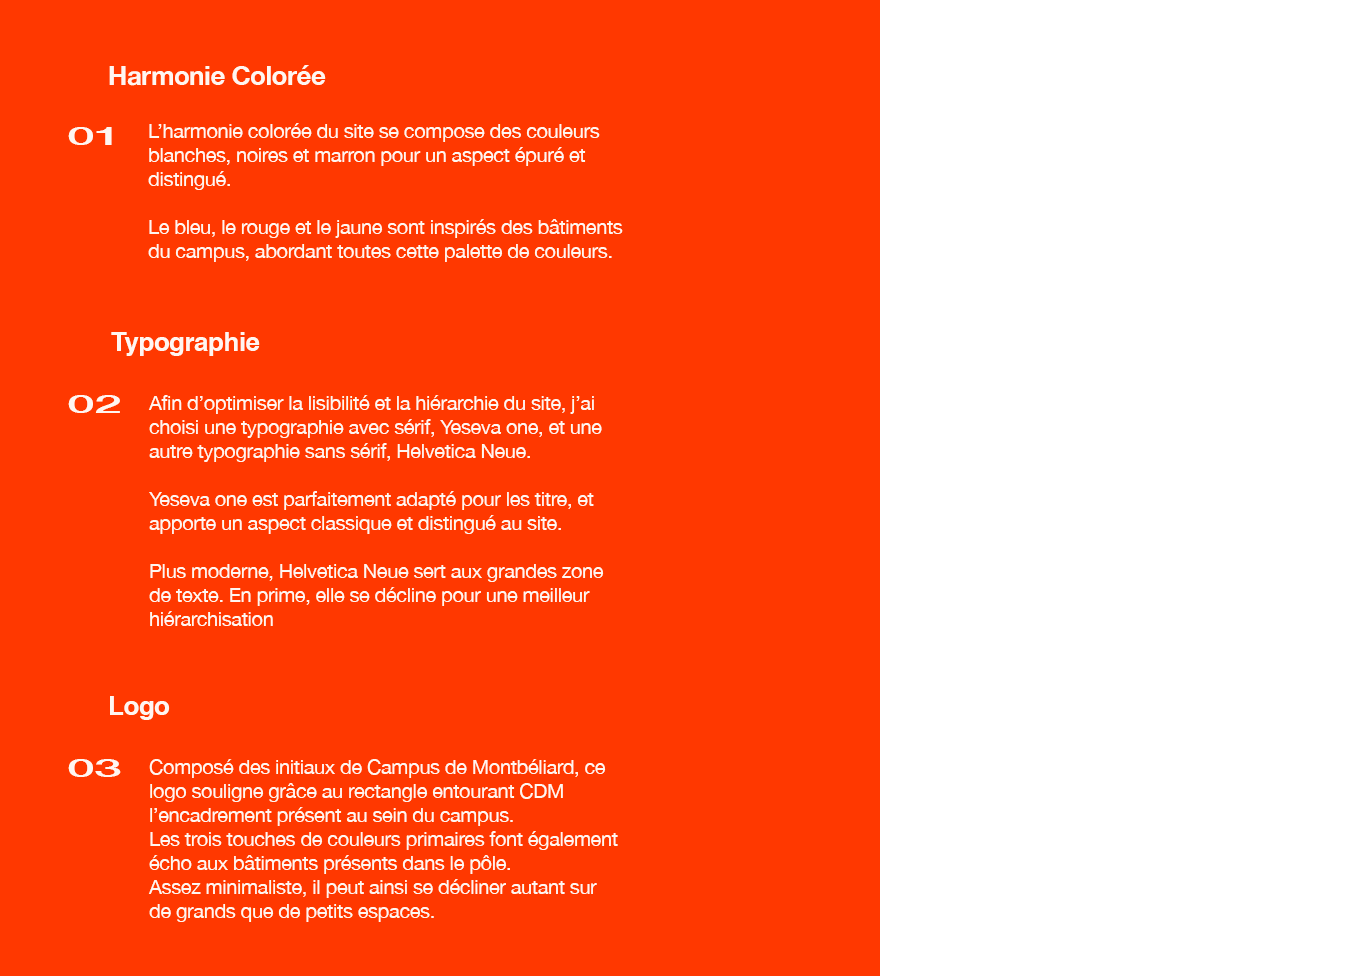 Harmonie Colorée
01
L’harmonie colorée du site se compose des couleurs
blanches, noires et marron pour un aspect épuré et
distingué.
Le bleu, le rouge et le jaune sont inspirés des bâtiments
du campus, abordant toutes cette palette de couleurs.
Typographie
02
Afin d’optimiser la lisibilité et la hiérarchie du site, j’ai
choisi une typographie avec sérif, Yeseva one, et une
autre typographie sans sérif, Helvetica Neue.
Yeseva one est parfaitement adapté pour les titre, et
apporte un aspect classique et distingué au site.
Plus moderne, Helvetica Neue sert aux grandes zone
de texte. En prime, elle se décline pour une meilleur
hiérarchisation
Logo
03
Composé des initiaux de Campus de Montbéliard, ce
logo souligne grâce au rectangle entourant CDM
l’encadrement présent au sein du campus.
Les trois touches de couleurs primaires font également
écho aux bâtiments présents dans le pôle.
Assez minimaliste, il peut ainsi se décliner autant sur
de grands que de petits espaces.